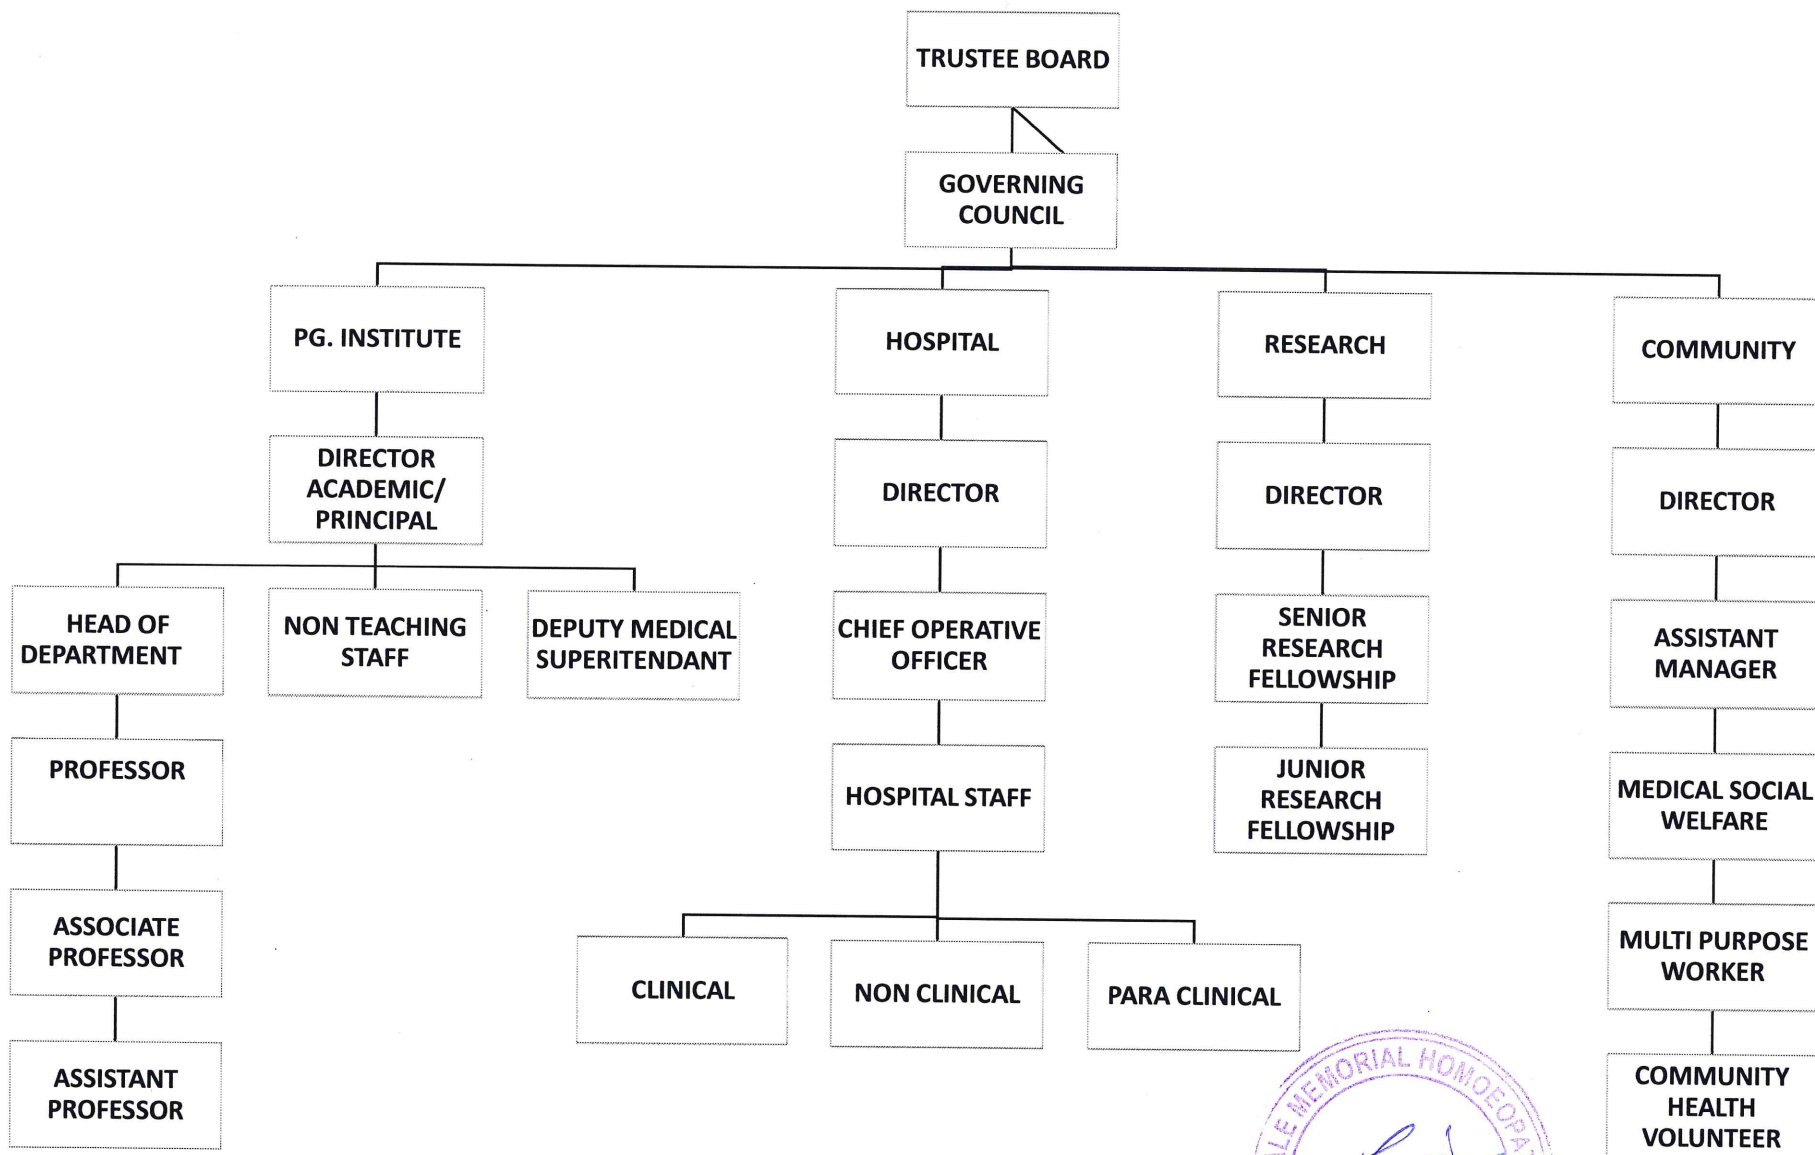 TRUSTEE BOARD
GOVERNING
COUNCIL
PG. INSTITUTE
HOSPITAL
RESEARCH
COMMUNITY
DIRECTOR
ACADEMIC/
PRINCIPAL
DIRECTOR
DIRECTOR
DIRECTOR
HEAD OF
DEPARTMENT
NON TEACHING
STAFF
DEPUTY MEDICAL
SUPERITENDANT
CHIEF OPERATIVE
OFFICER
SENIOR
RESEARCH
FELLOWSHIP
ASSISTANT
MANAGER
PROFESSOR
HOSPITAL STAFF
JUNIOR
RESEARCH
FELLOWSHIP
MEDICAL SOCIAL
WELFARE
ASSOCIATE
PROFESSOR
CLINICAL
NON CLINICAL
PARA CLINICAL
MULTI PURPOSE
WORKER
ASSISTANT
PROFESSOR
COMMUNITY
HEALTH
VOLUNTEER
MEMORIAL